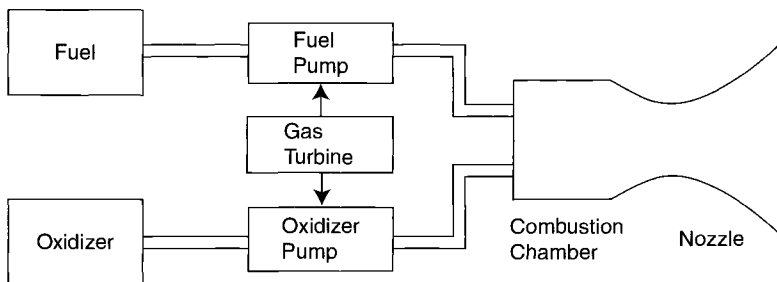 Fuel
Fuel
Pump
Gas
Turbine
Oxidizer
Oxidizer
Pump
Combustion
Chamber
Nozzle